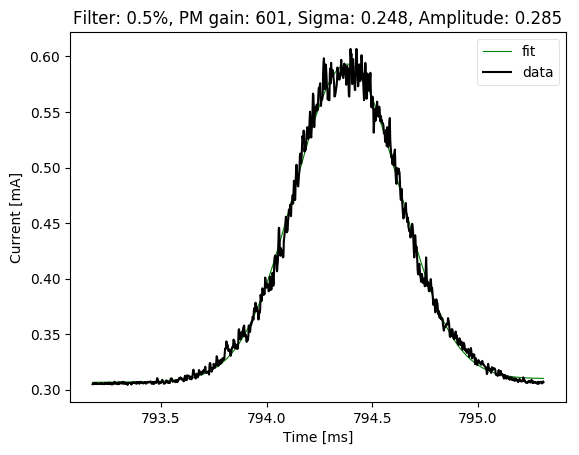 Filter: 0.5%, PM gain: 601, Sigma: 0.248, Amplitude: 0.285
fit
data
0.60
0.55
0.50
0.45
0.40
0.35
0.30
Current [mA]
793.5
794.0
794.5
795.0
Time [ms]